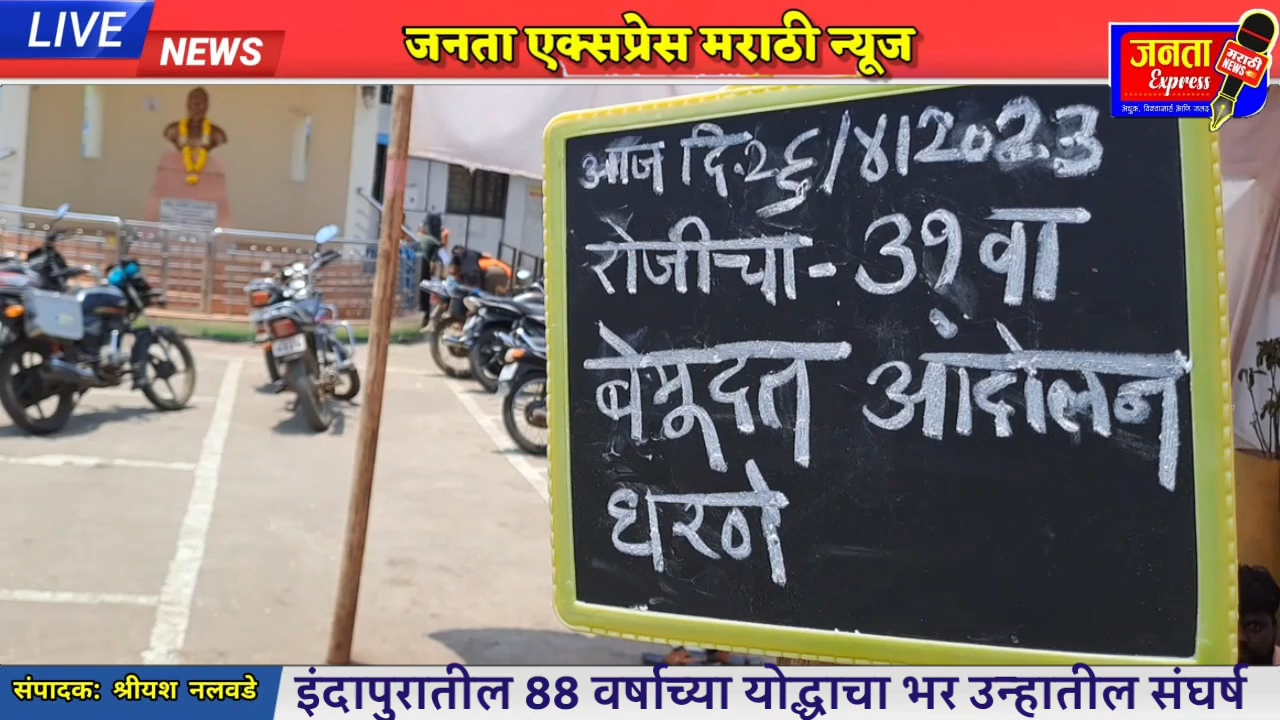 LIVE
NEWS
जनता एक्सप्रेस मराठी न्यूज
जनता
Express
मराठी
NEWS
आज दि.२६/४/2023
रोजीचा- ३१वा
बेमूदत आंदोलन
धरणे
संपादक: श्रीयश नलवडे
इंदापुरातील 88 वर्षाच्या योद्धाचा भर उन्हातील संघर्ष